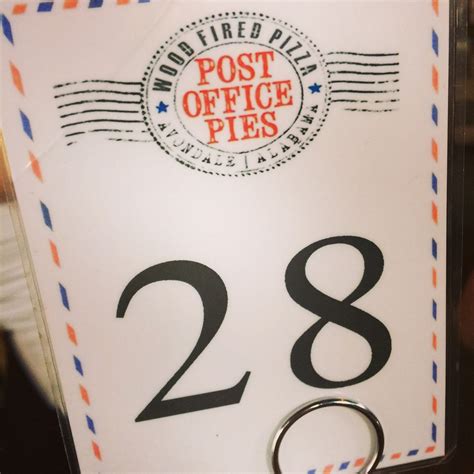 WOOD FIRED PIZZA
POST
OFFICE
PIES
AVONDALE | ALABAMA
28